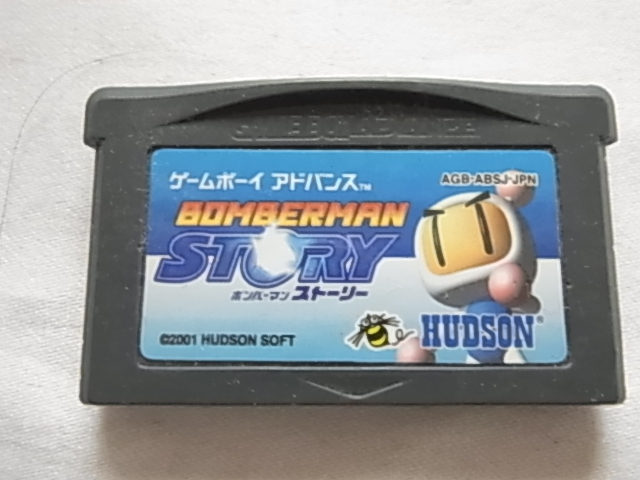 GAME BOY ADVANCE
ゲームボーイ アドバンス™
AGB-ABSJ-JPN
BOMBERMAN
STORY
ボンバーマン ストーリー
HUDSON®
©2001 HUDSON SOFT